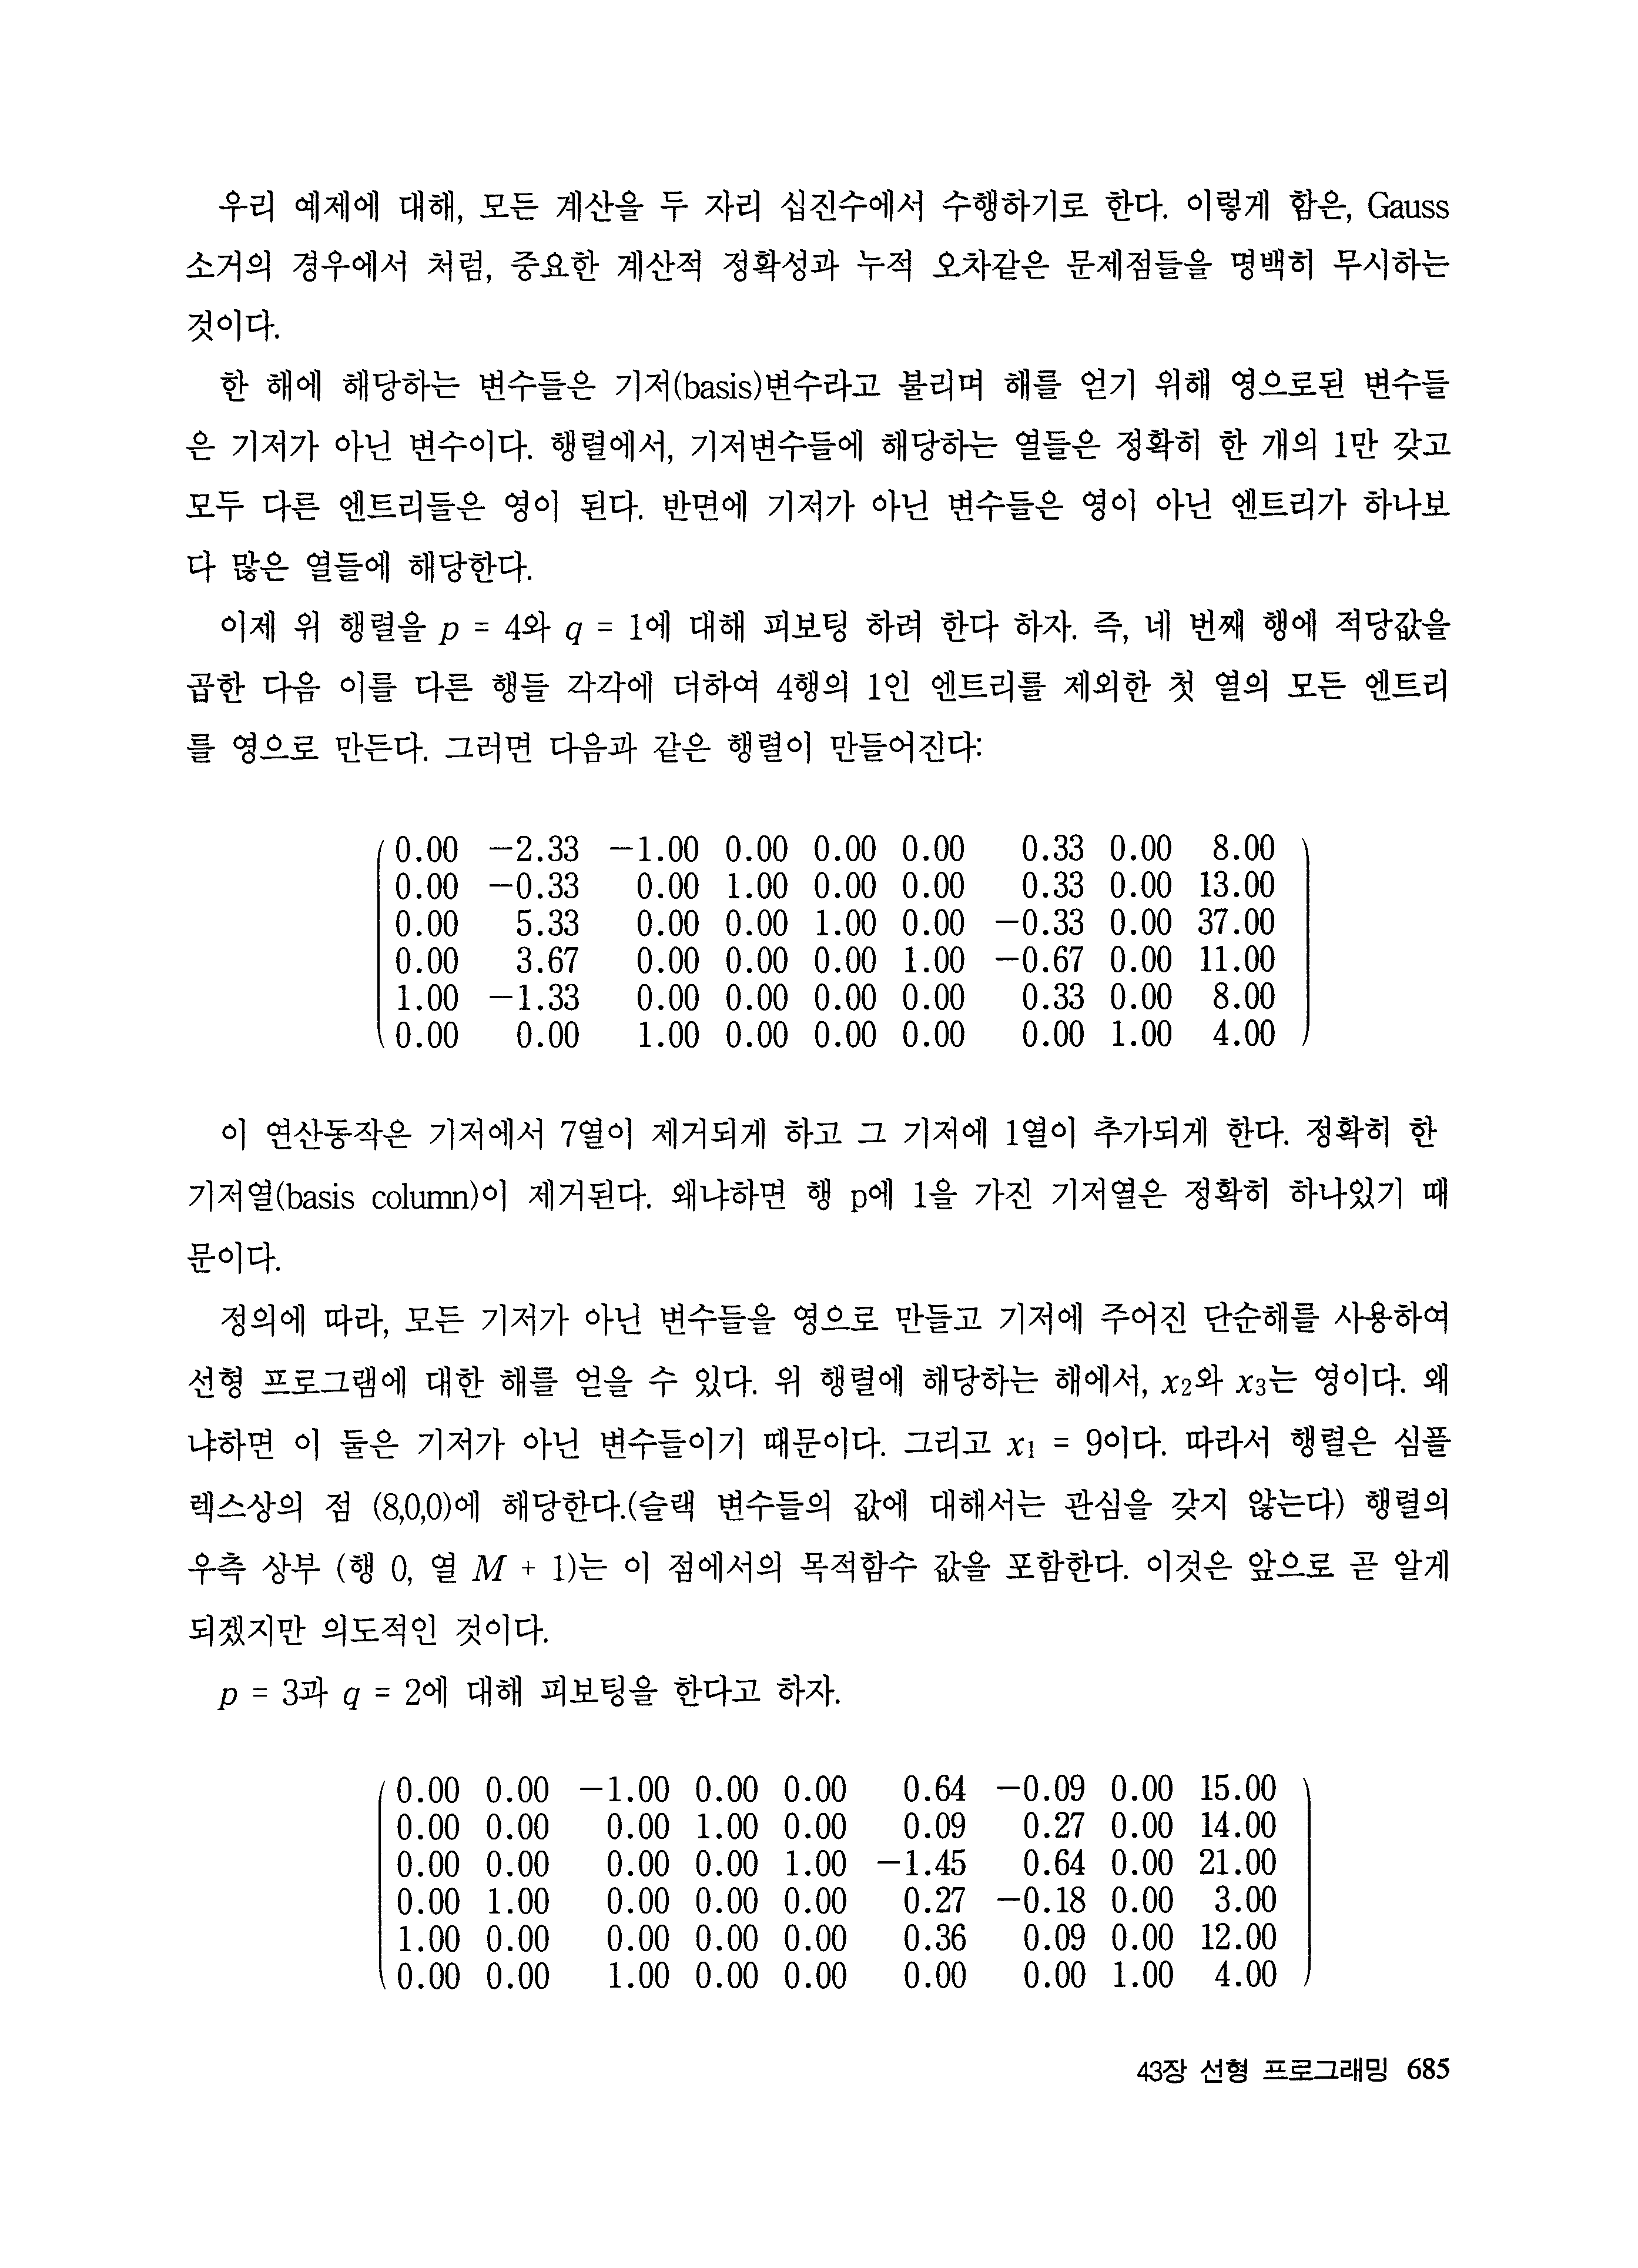 우리 예제에 대해, 모든 계산을 두 자리 십진수에서 수행하기로 한다. 이렇게 함은, Gauss
소거의 경우에서 처럼, 중요한 계산적 정확성과 누적 오차같은 문제점들을 명백히 무시하는
것이다.
한 해에 해당하는 변수들은 기저(basis)변수라고 불리며 해를 얻기 위해 영으로된 변수들
은 기저가 아닌 변수이다. 행렬에서, 기저변수들에 해당하는 열들은 정확히 한 개의 1만 갖고
모두 다른 엔트리들은 영이 된다. 반면에 기저가 아닌 변수들은 영이 아닌 엔트리가 하나보
다 많은 열들에 해당한다.
이제 위 행렬을 p = 4와 q = 1에 대해 피보팅 하려 한다 하자. 즉, 네 번째 행에 적당값을
곱한 다음 이를 다른 행들 각각에 더하여 4행의 1인 엔트리를 제외한 첫 열의 모든 엔트리
를 영으로 만든다. 그러면 다음과 같은 행렬이 만들어진다:
0.00 −2.33 −1.00 0.00 0.00 0.00 0.33 0.00 8.00
0.00 −0.33 0.00 1.00 0.00 0.00 0.33 0.00 13.00
0.00 5.33 0.00 0.00 1.00 0.00 −0.33 0.00 37.00
0.00 3.67 0.00 0.00 0.00 1.00 −0.67 0.00 11.00
1.00 −1.33 0.00 0.00 0.00 0.00 0.33 0.00 8.00
0.00 0.00 1.00 0.00 0.00 0.00 0.00 1.00 4.00
이 연산동작은 기저에서 7열이 제거되게 하고 그 기저에 1열이 추가되게 한다. 정확히 한
기저열(basis column)이 제거된다. 왜냐하면 행 p에 1을 가진 기저열은 정확히 하나있기 때
문이다.
정의에 따라, 모든 기저가 아닌 변수들을 영으로 만들고 기저에 주어진 단순해를 사용하여
선형 프로그램에 대한 해를 얻을 수 있다. 위 행렬에 해당하는 해에서, x2와 x3는 영이다. 왜
냐하면 이 둘은 기저가 아닌 변수들이기 때문이다. 그리고 x1 = 9이다. 따라서 행렬은 심플
렉스상의 점 (8,0,0)에 해당한다.(슬랙 변수들의 값에 대해서는 관심을 갖지 않는다) 행렬의
우측 상부 (행 0, 열 M + 1)는 이 점에서의 목적함수 값을 포함한다. 이것은 앞으로 곧 알게
되겠지만 의도적인 것이다.
p = 3과 q = 2에 대해 피보팅을 한다고 하자.
0.00 0.00 −1.00 0.00 0.00 0.64 −0.09 0.00 15.00
0.00 0.00 0.00 1.00 0.00 0.09 0.27 0.00 14.00
0.00 0.00 0.00 0.00 1.00 −1.45 0.64 0.00 21.00
0.00 1.00 0.00 0.00 0.00 0.27 −0.18 0.00 3.00
1.00 0.00 0.00 0.00 0.00 0.36 0.09 0.00 12.00
0.00 0.00 1.00 0.00 0.00 0.00 0.00 1.00 4.00
43장 선형 프로그래밍 685